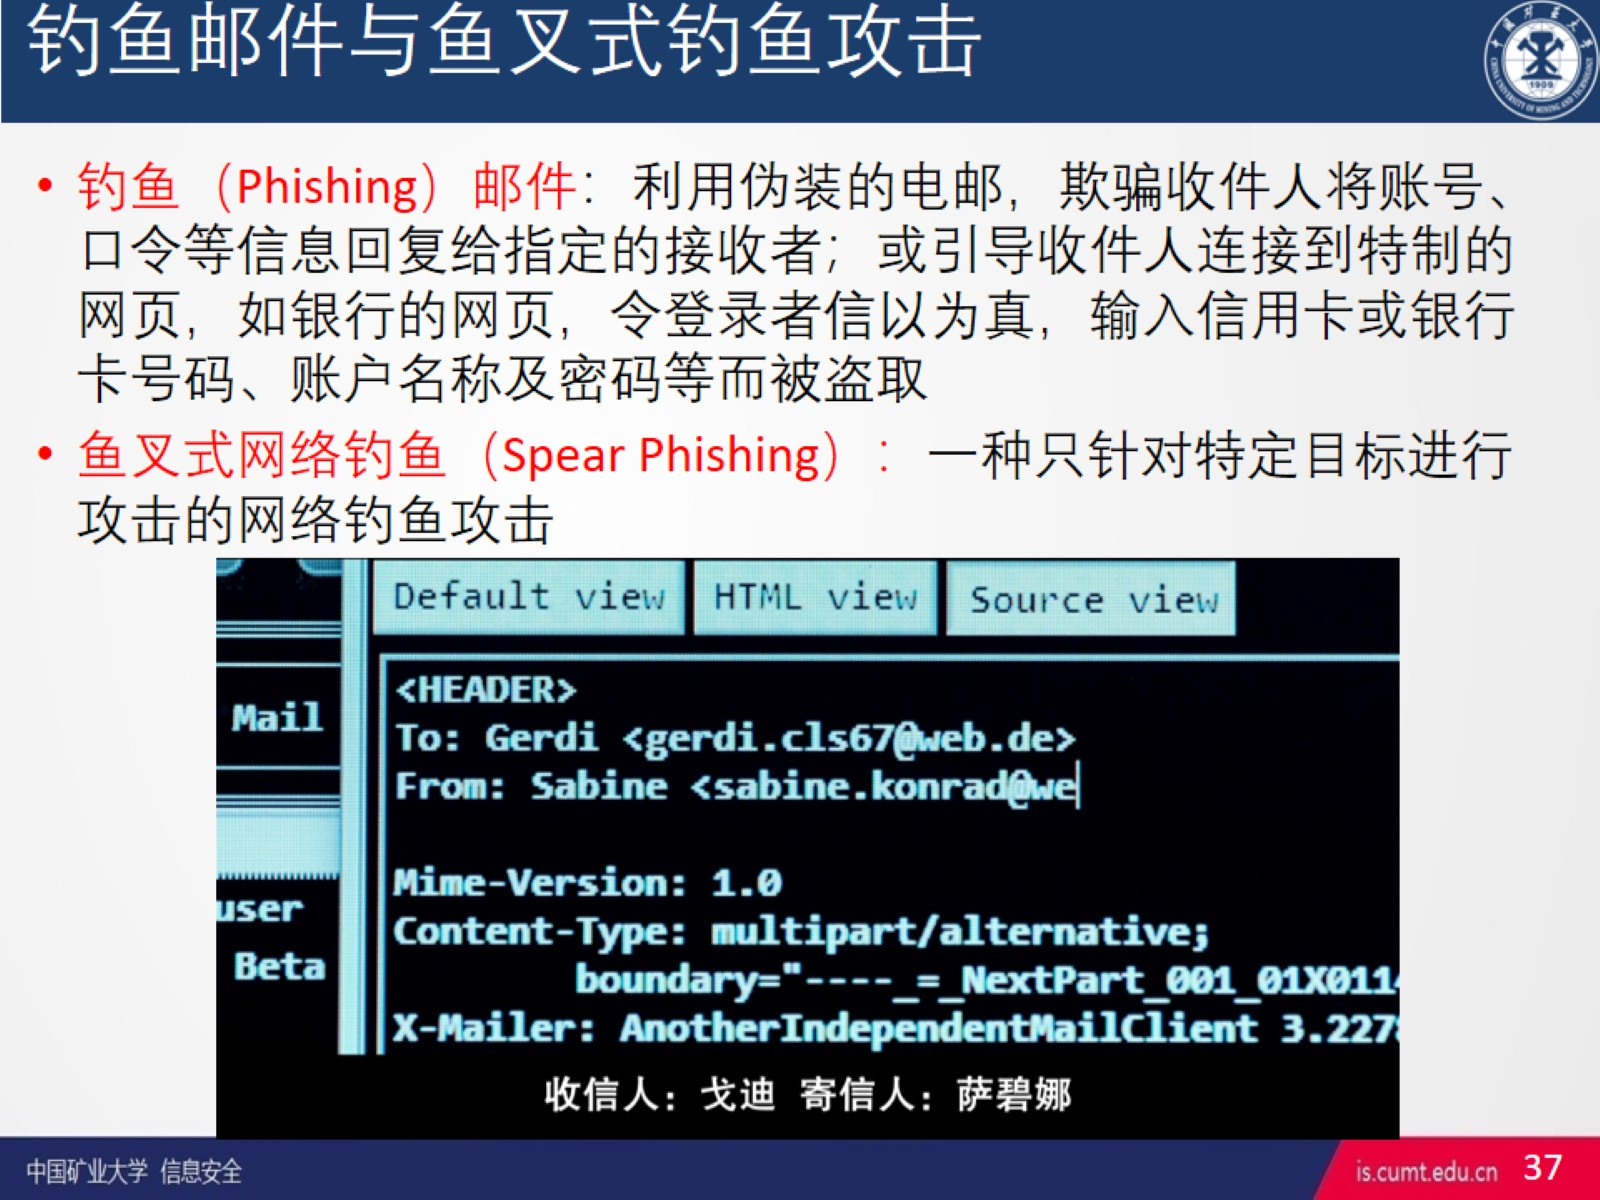 钓鱼邮件与鱼叉式钓鱼攻击
• 钓鱼（Phishing）邮件：利用伪装的电邮，欺骗收件人将账号、
口令等信息回复给指定的接收者；或引导收件人连接到特制的
网页，如银行的网页，令登录者信以为真，输入信用卡或银行
卡号码、账户名称及密码等而被盗取
• 鱼叉式网络钓鱼（Spear Phishing）：一种只针对特定目标进行
攻击的网络钓鱼攻击
Default view HTML view Source view
<HEADER>
Mail
To: Gerdi <gerdi.cls67@web.de>
From: Sabine <sabine.konrad@we
Mime-Version: 1.0
user
Content-Type: multipart/alternative;
Beta
boundary="----_=_NextPart_001_01X0114
X-Mailer: AnotherIndependentMailClient 3.2278
收信人：戈迪 寄信人：萨碧娜
中国矿业大学 信息安全
is.cumt.edu.cn 37
1909
CHINA UNIVERSITY OF MINING AND TECHNOLOGY